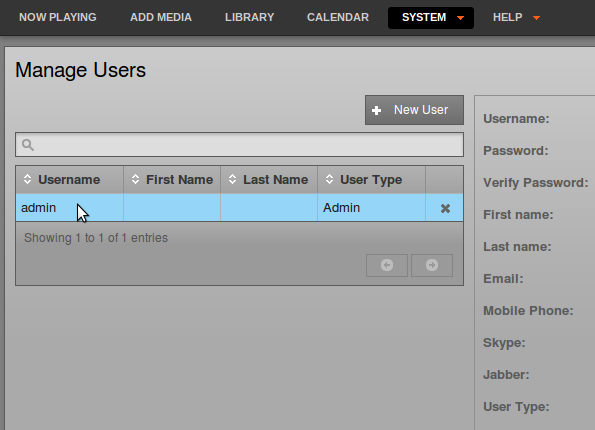 NOW PLAYING ADD MEDIA LIBRARY CALENDAR SYSTEM HELP
Manage Users
New User
Username First Name Last Name User Type
admin Admin
Showing 1 to 1 of 1 entries
Username:
Password:
Verify Password:
First name:
Last name:
Email:
Mobile Phone:
Skype:
Jabber:
User Type: